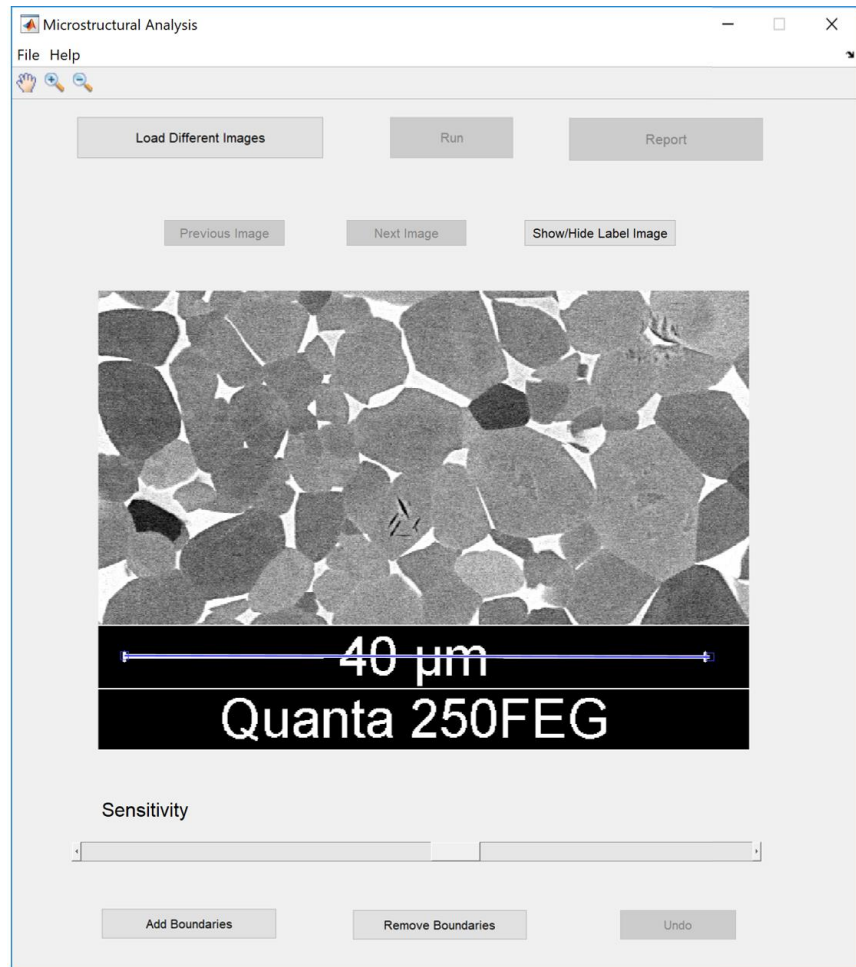 Microstructural Analysis
File Help
Load Different Images
Run
Report
Previous Image
Next Image
Show/Hide Label Image
40 µm
Quanta 250FEG
Sensitivity
Add Boundaries
Remove Boundaries
Undo